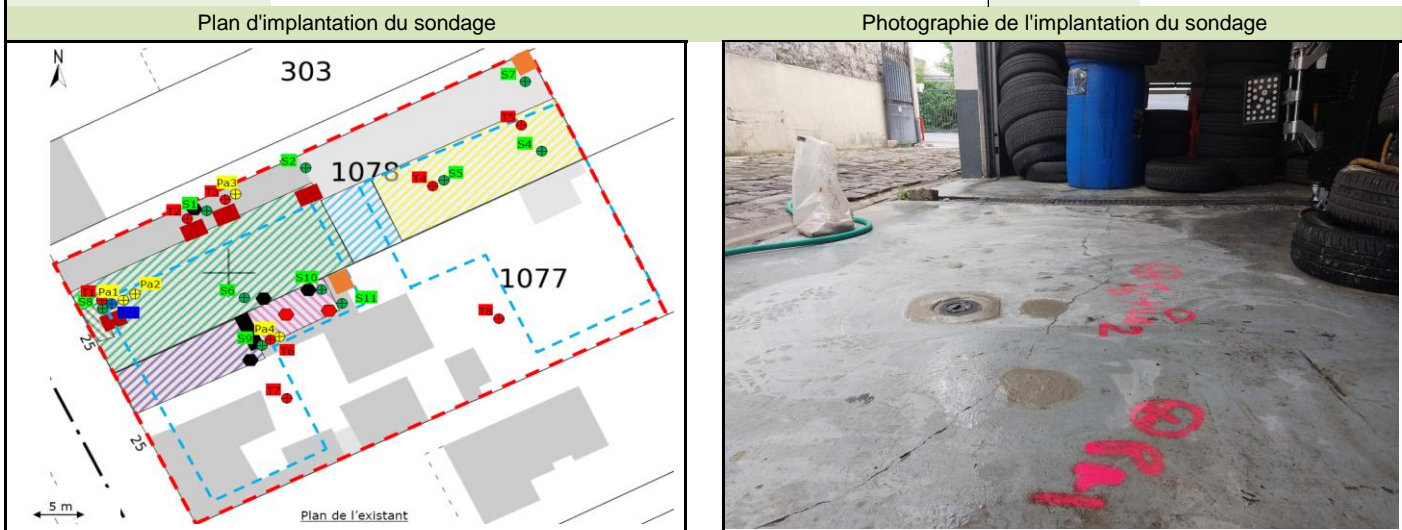 Plan d'implantation du sondage
Photographie de l'implantation du sondage
N
303
S7
T5
S2
1078
S4
Pa3
T4
S5
S1
T2
1077
S10
Pa2
T1
Pa1
S8
S6
S11
T8
25
Pa4
S9
T6
T7
25
5 m
Plan de l'existant
Pa1